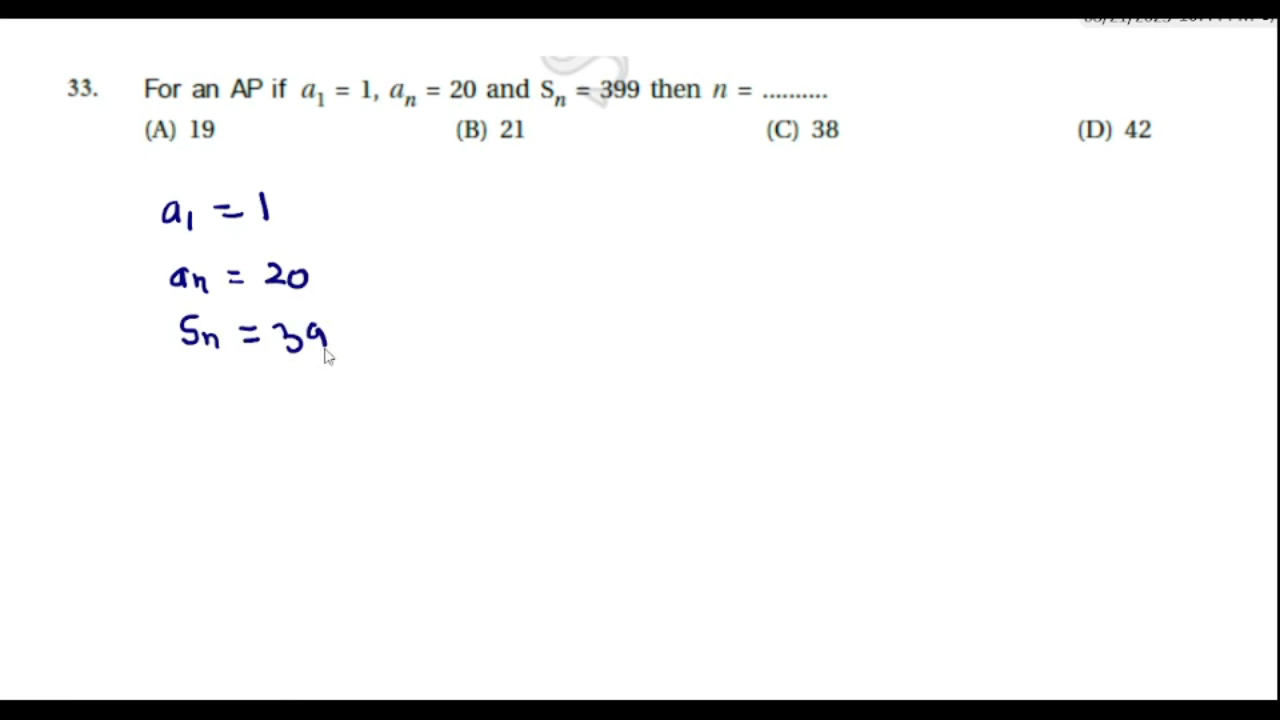 33. For an AP if a₁ = 1, aₙ = 20 and Sₙ = 399 then n = ..........
(A) 19 (B) 21 (C) 38 (D) 42
a₁ = 1
aₙ = 20
Sₙ = 39